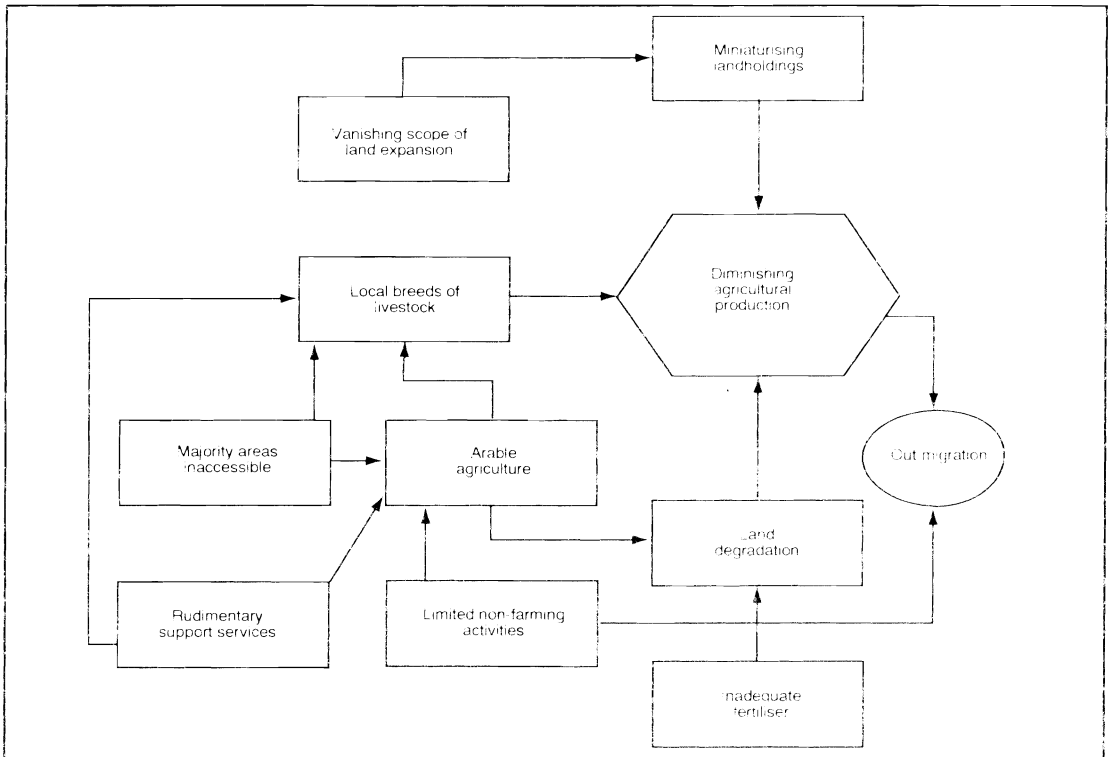 Miniaturising
landholdings
Vanishing scope of
land expansion
Diminishing
agricultural
production
Local breeds of
livestock
Majority areas
inaccessible
Arable
agriculture
Out migration
Land
degradation
Rudimentary
support services
Limited non-farming
activities
Inadequate
fertiliser